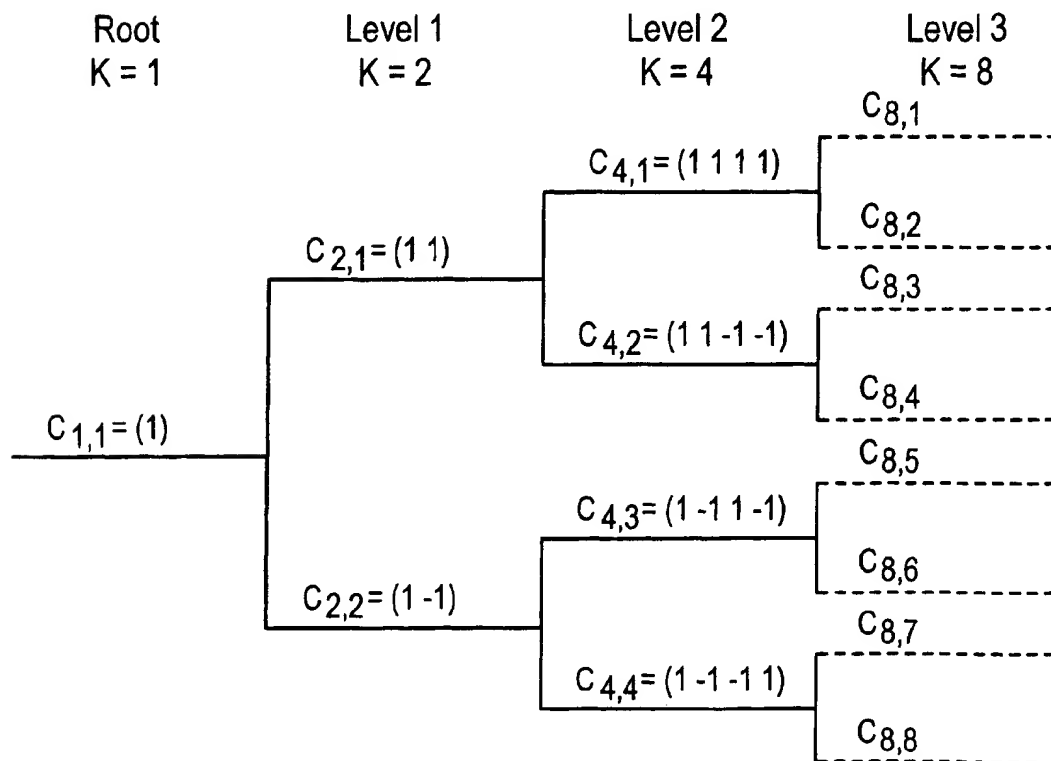 Root Level 1 Level 2 Level 3
K = 1 K = 2 K = 4 K = 8
C8,1
C4,1 = (1 1 1 1)
C8,2
C2,1 = (1 1)
C8,3
C4,2 = (1 1 -1 -1)
C8,4
C1,1 = (1)
C8,5
C4,3 = (1 -1 1 -1)
C8,6
C2,2 = (1 -1)
C8,7
C4,4 = (1 -1 -1 1)
C8,8